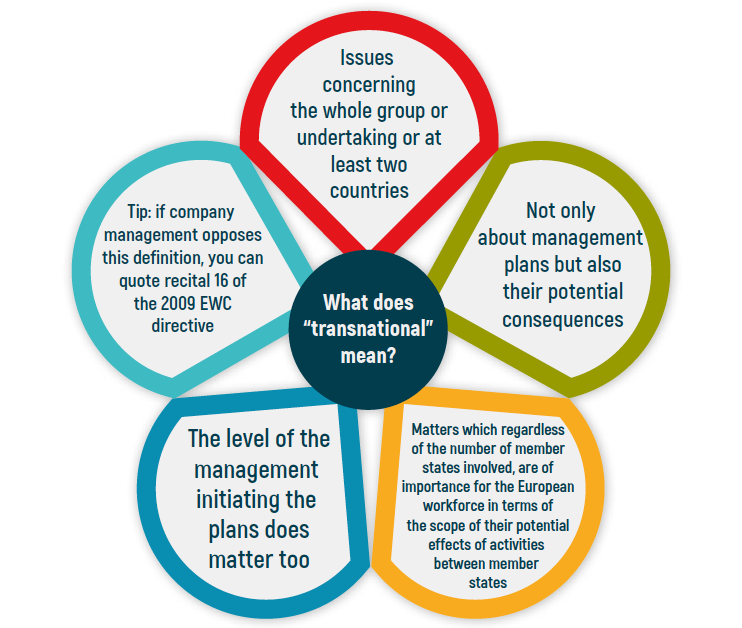 Issues
concerning
the whole group or
undertaking or at
least two
countries
Not only
about management
plans but also
their potential
consequences
Matters which regardless
of the number of member
states involved, are of
importance for the European
workforce in terms of
the scope of their potential
effects of activities
between member
states
The level of the
management
initiating the
plans does
matter too
Tip: if company
management opposes
this definition, you can
quote recital 16 of
the 2009 EWC
directive
What does
“transnational”
mean?